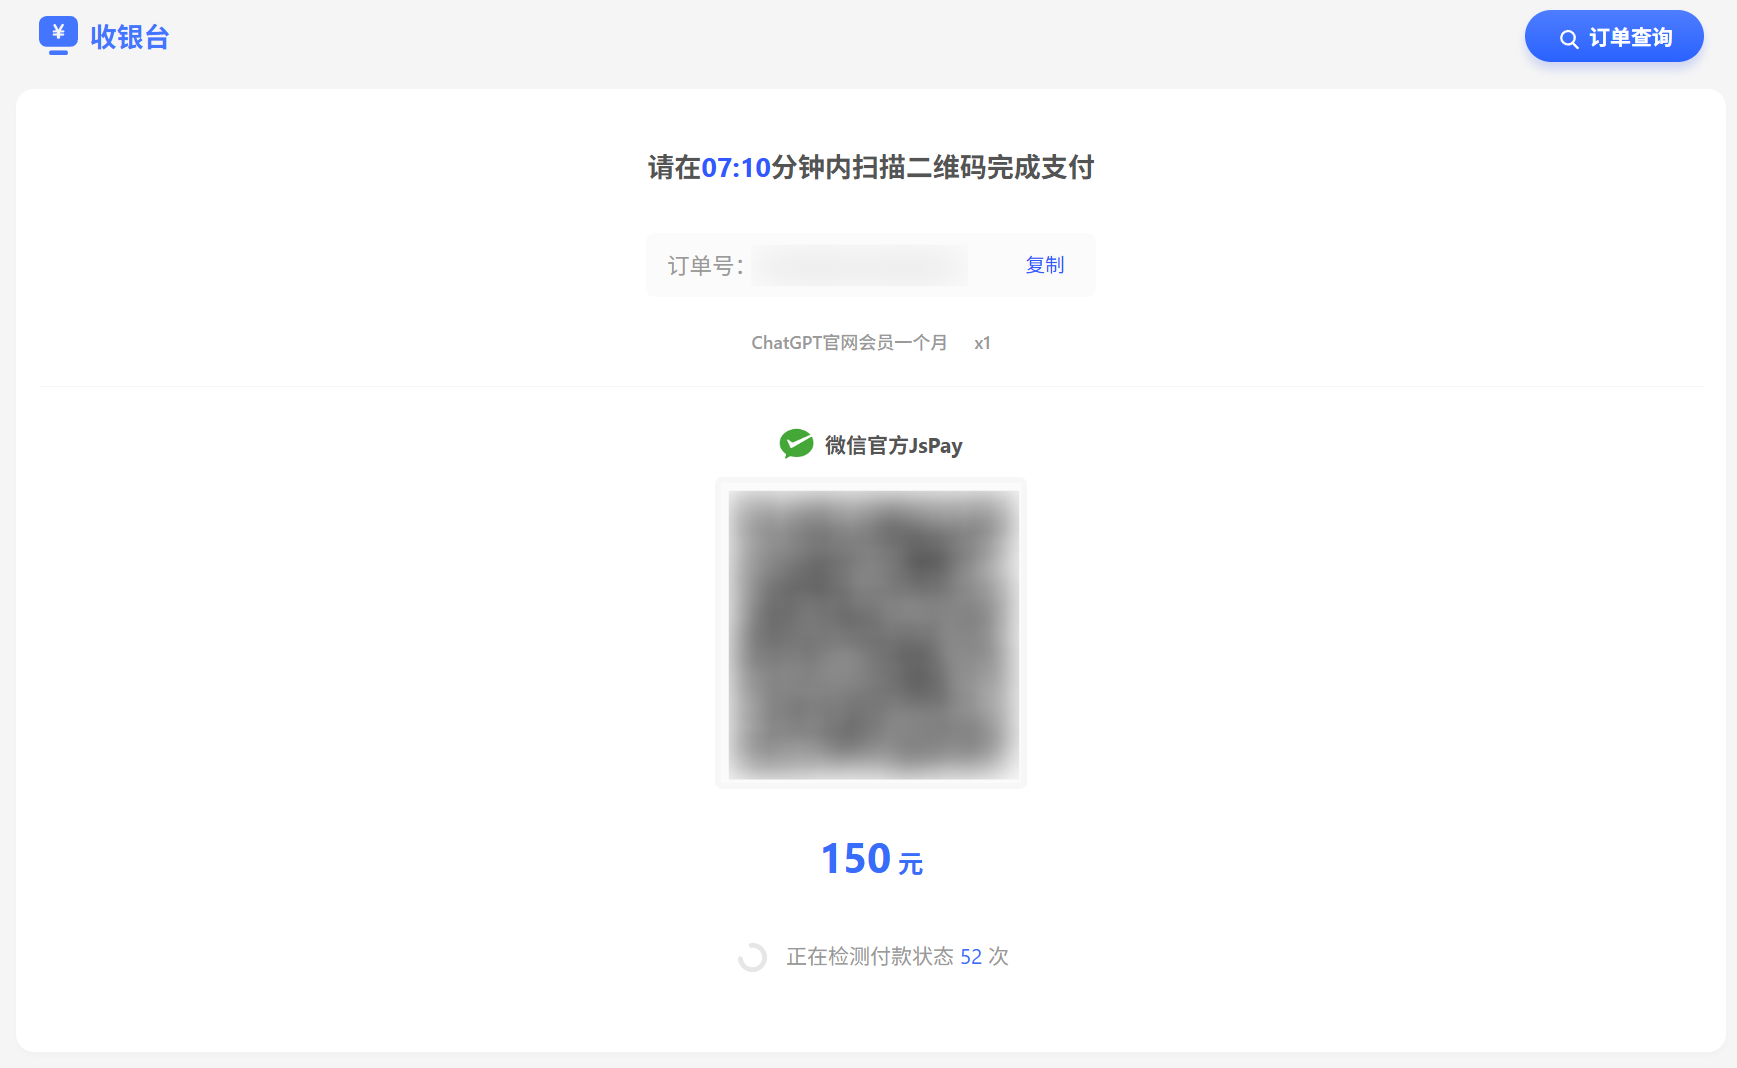 ¥ 收银台
订单查询
请在07:10分钟内扫描二维码完成支付
订单号：
复制
ChatGPT官网会员一个月 x1
微信官方JsPay
150 元
正在检测付款状态 52 次